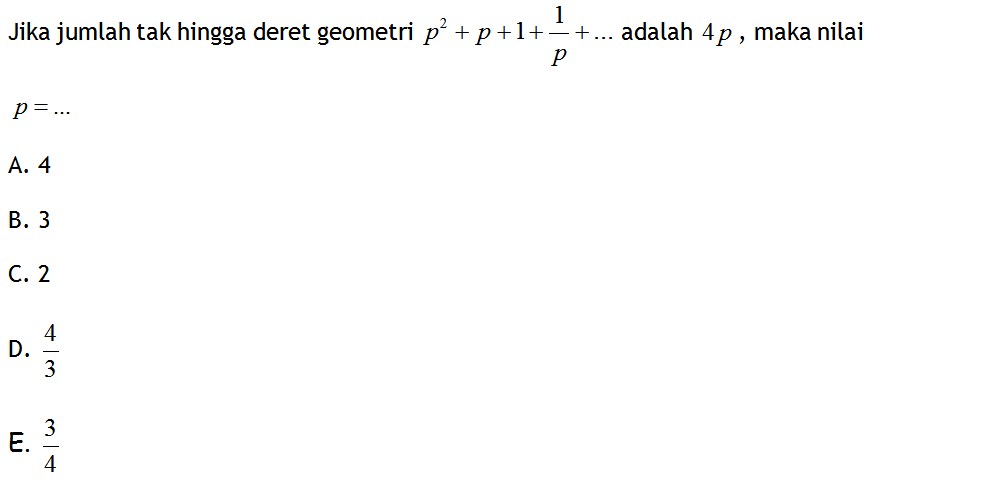 Jika jumlah tak hingga deret geometri p² + p + 1 + 1/p + ... adalah 4p , maka nilai
p = ...
A. 4
B. 3
C. 2
D. 4/3
E. 3/4